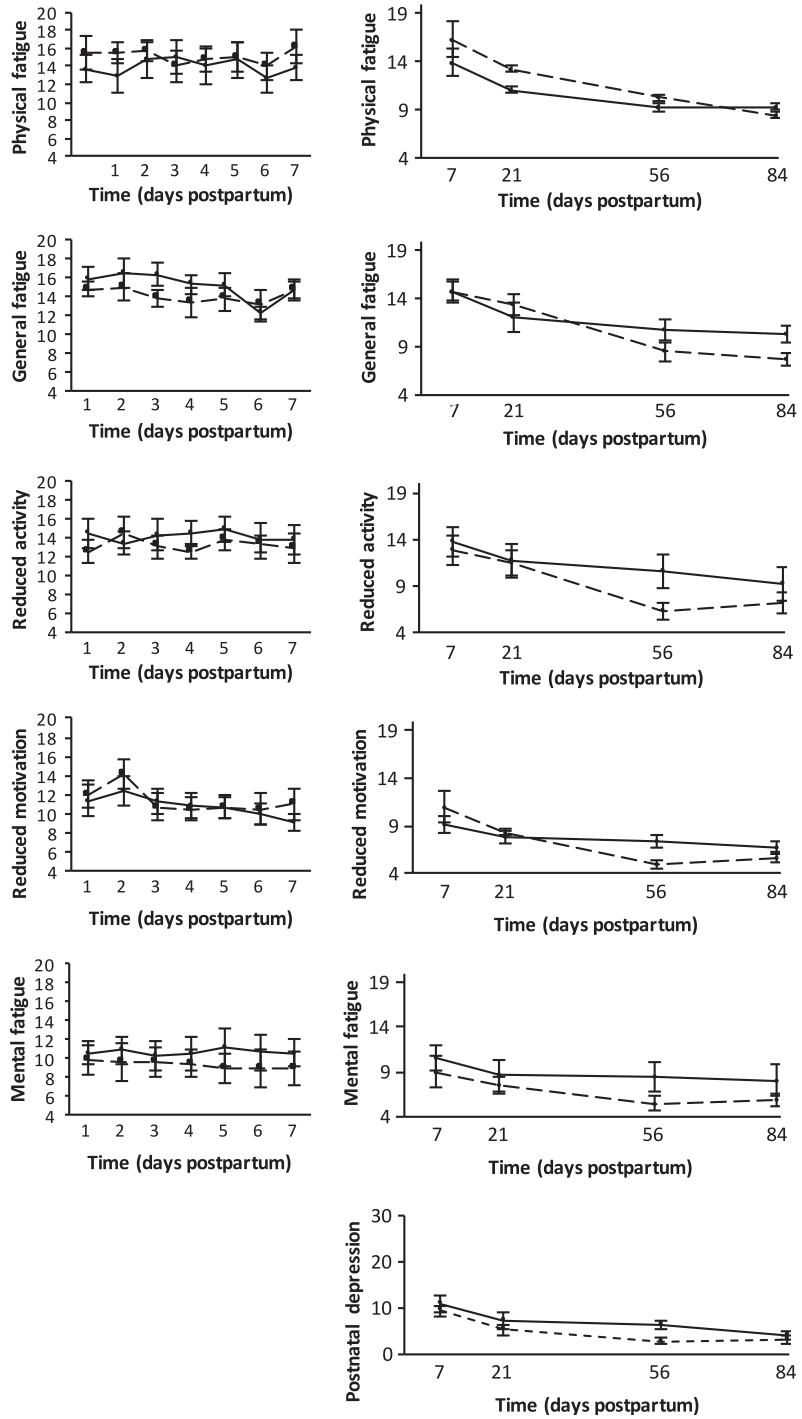 Physical fatigue
20
18
16
14
12
10
8
6
4
1 2 3 4 5 6 7
Time (days postpartum)
Physical fatigue
19
14
9
4
7 21 56 84
Time (days postpartum)
General fatigue
20
18
16
14
12
10
8
6
4
1 2 3 4 5 6 7
Time (days postpartum)
General fatigue
19
14
9
4
7 21 56 84
Time (days postpartum)
Reduced activity
20
18
16
14
12
10
8
6
4
1 2 3 4 5 6 7
Time (days postpartum)
Reduced activity
19
14
9
4
7 21 56 84
Time (days postpartum)
Reduced motivation
20
18
16
14
12
10
8
6
4
1 2 3 4 5 6 7
Time (days postpartum)
Reduced motivation
19
14
9
4
7 21 56 84
Time (days postpartum)
Mental fatigue
20
18
16
14
12
10
8
6
4
1 2 3 4 5 6 7
Time (days postpartum)
Mental fatigue
19
14
9
4
7 21 56 84
Time (days postpartum)
Postnatal depression
30
20
10
0
7 21 56 84
Time (days postpartum)